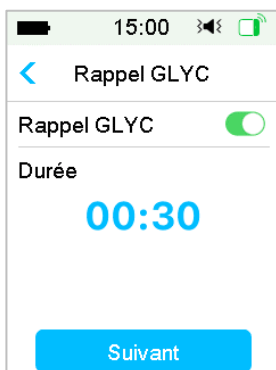 15:00
Rappel GLYC
Rappel GLYC
Durée
00:30
Suivant